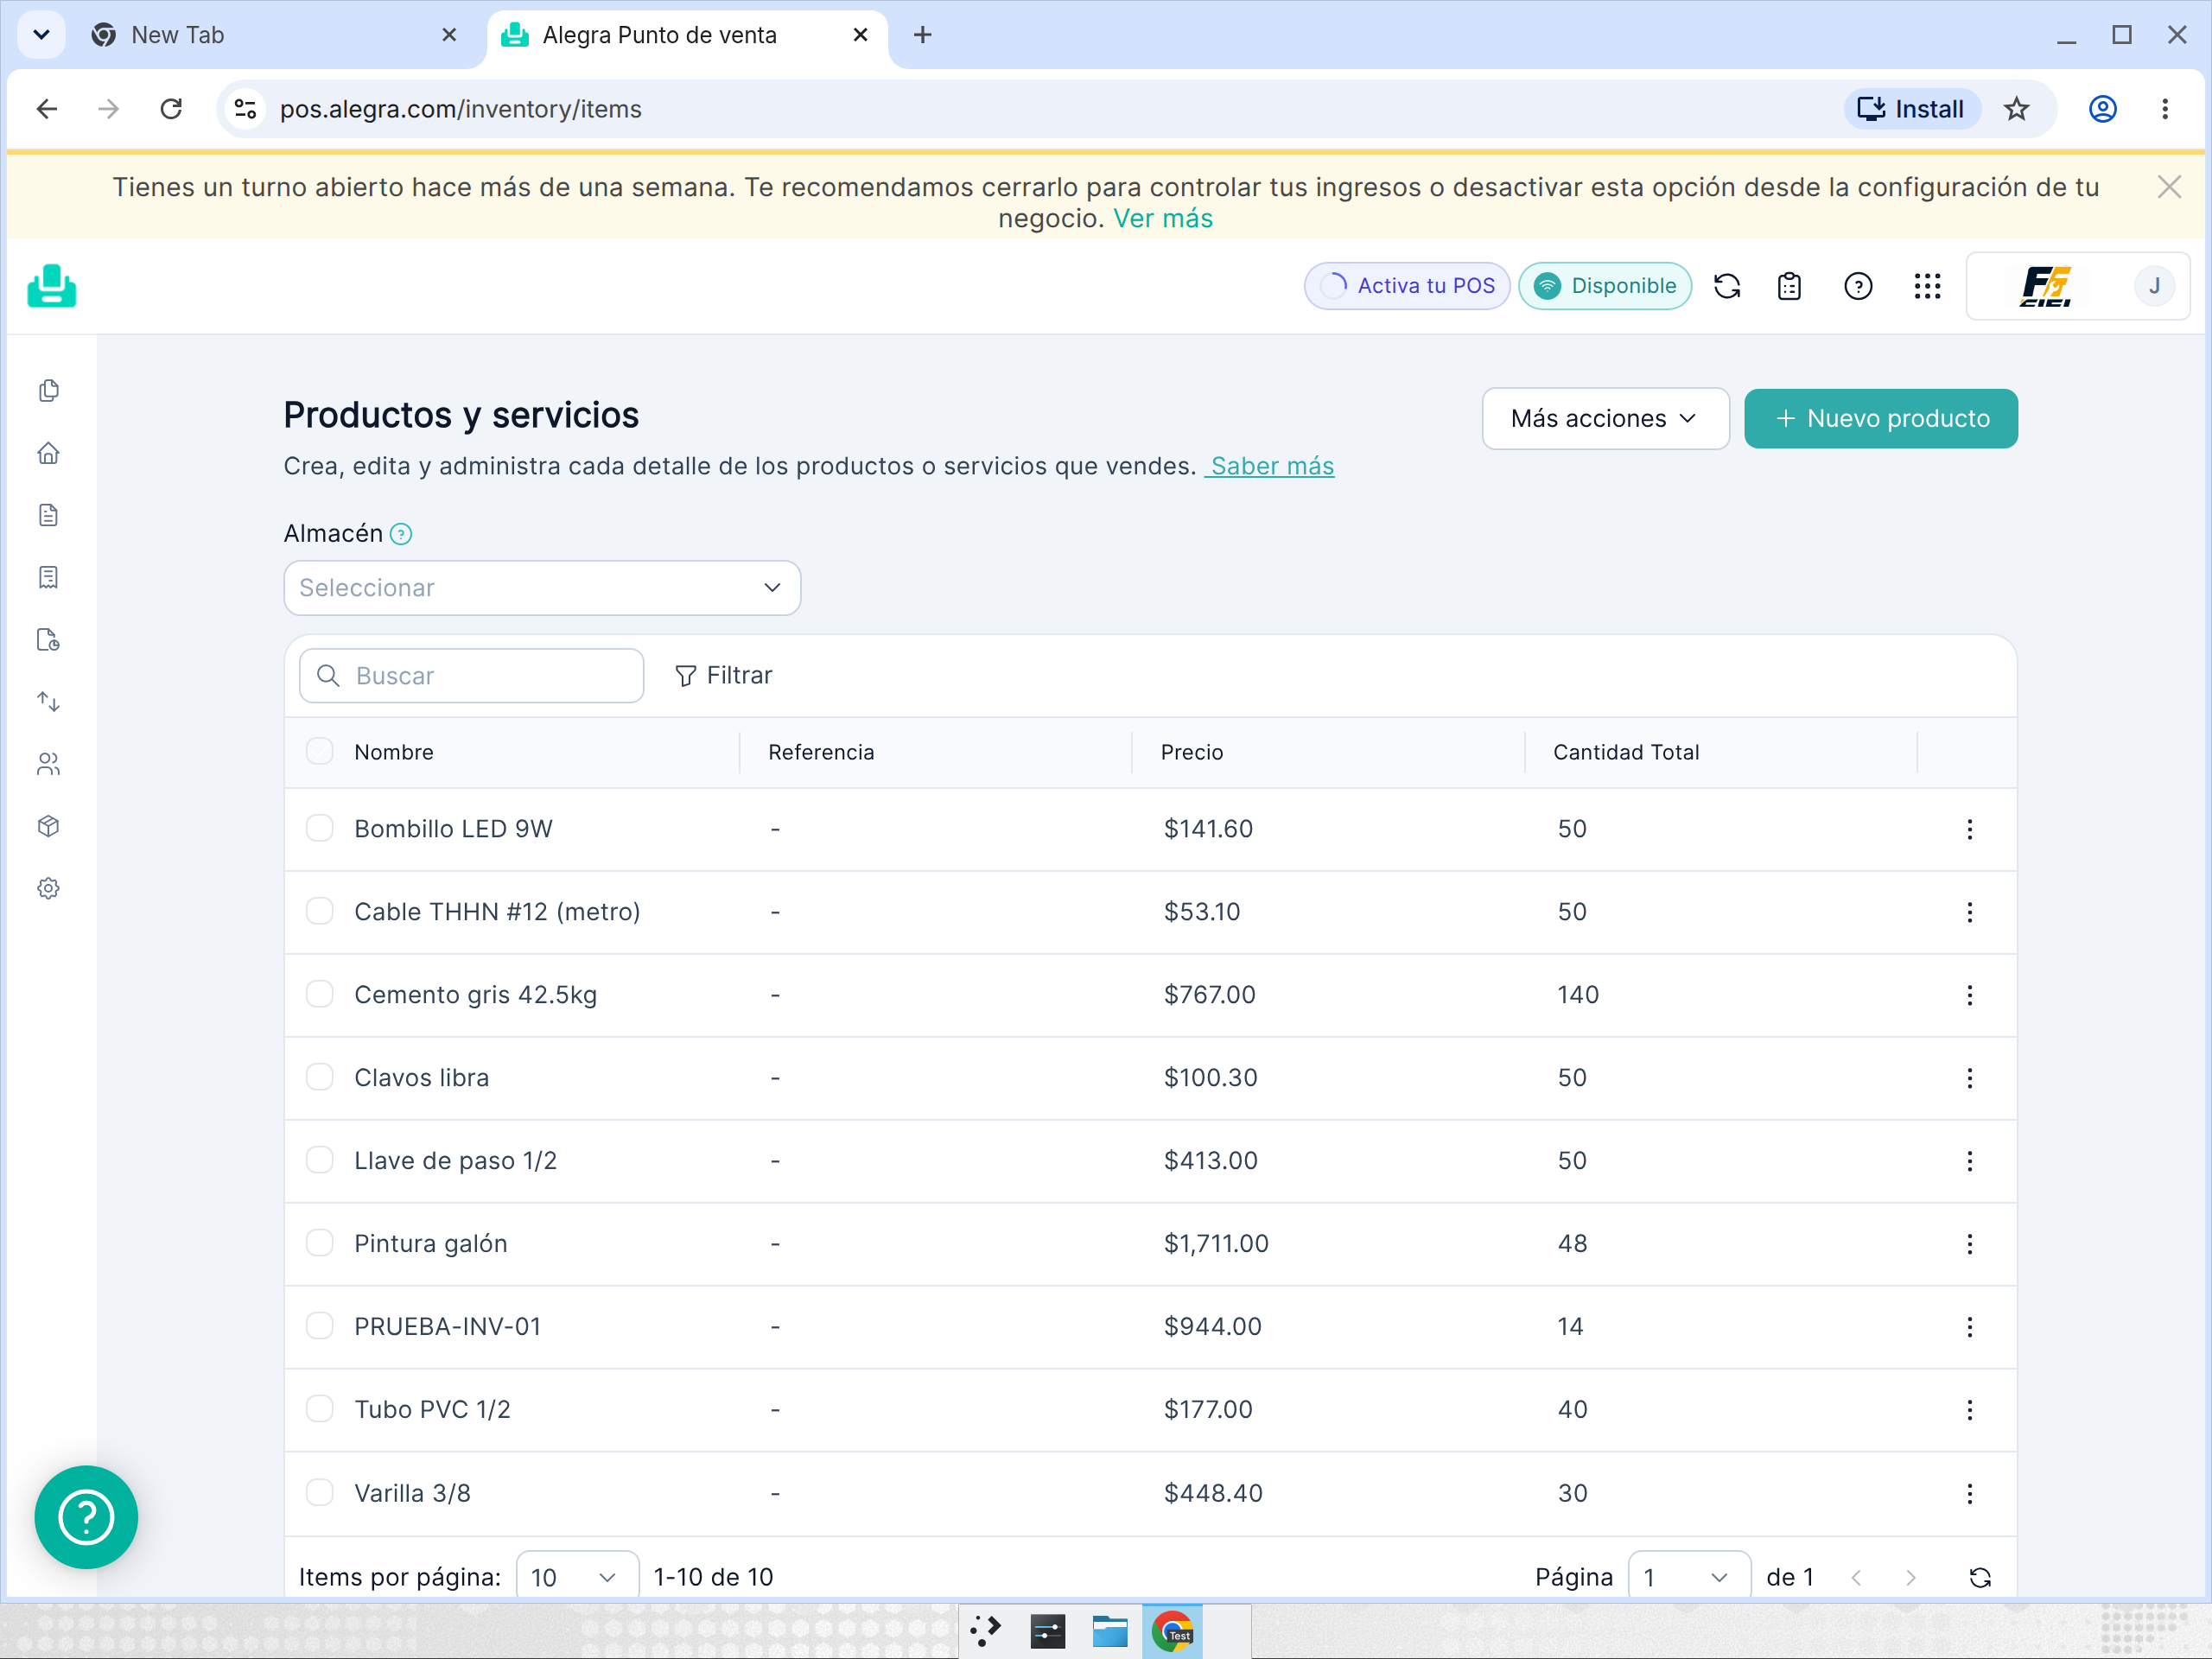 New Tab
Alegra Punto de venta
pos.alegra.com/inventory/items
Install
Tienes un turno abierto hace más de una semana. Te recomendamos cerrarlo para controlar tus ingresos o desactivar esta opción desde la configuración de tu
negocio. Ver más
Activa tu POS
Disponible
J
Productos y servicios
Más acciones
Nuevo producto
Crea, edita y administra cada detalle de los productos o servicios que vendes. Saber más
Almacén ?
Seleccionar
Buscar
Filtrar
Nombre Referencia Precio Cantidad Total
Bombillo LED 9W - $141.60 50
Cable THHN #12 (metro) - $53.10 50
Cemento gris 42.5kg - $767.00 140
Clavos libra - $100.30 50
Llave de paso 1/2 - $413.00 50
Pintura galón - $1,711.00 48
PRUEBA-INV-01 - $944.00 14
Tubo PVC 1/2 - $177.00 40
Varilla 3/8 - $448.40 30
Items por página: 10 1-10 de 10
Página 1 de 1
Test